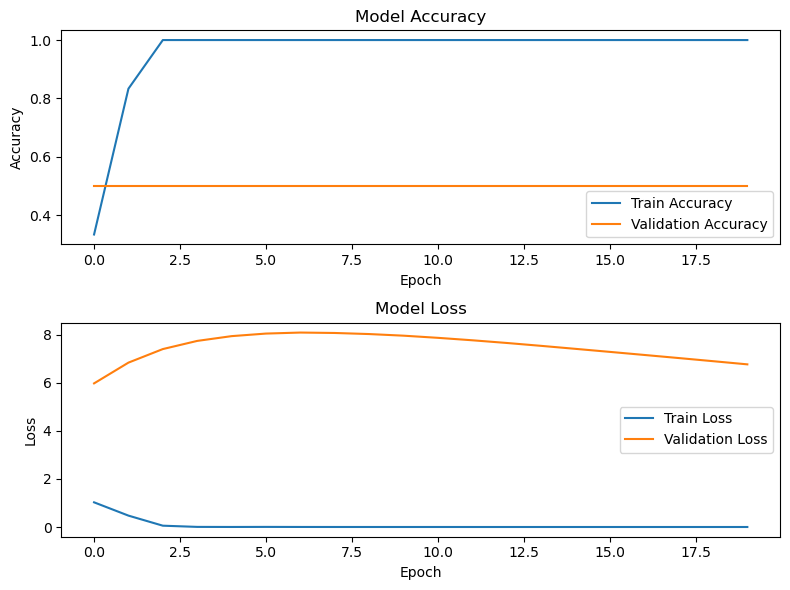 Model Accuracy
1.0
0.8
0.6
0.4
Accuracy
Train Accuracy
Validation Accuracy
0.0 2.5 5.0 7.5 10.0 12.5 15.0 17.5
Epoch
Model Loss
8
6
4
2
0
Loss
Train Loss
Validation Loss
0.0 2.5 5.0 7.5 10.0 12.5 15.0 17.5
Epoch